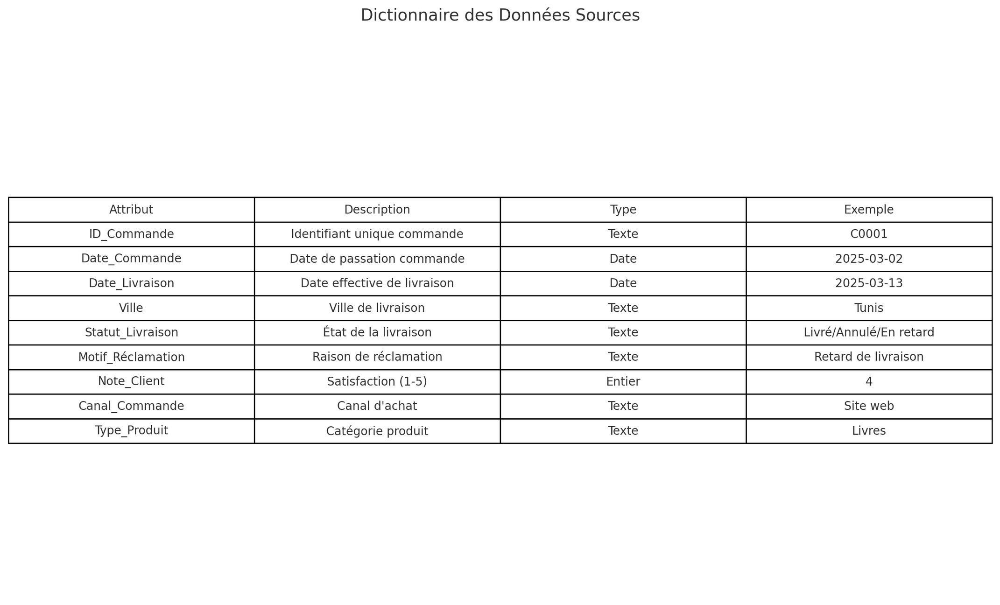 Dictionnaire des Données Sources
Attribut Description Type Exemple
ID_Commande Identifiant unique commande Texte C0001
Date_Commande Date de passation commande Date 2025-03-02
Date_Livraison Date effective de livraison Date 2025-03-13
Ville Ville de livraison Texte Tunis
Statut_Livraison État de la livraison Texte Livré/Annulé/En retard
Motif_Réclamation Raison de réclamation Texte Retard de livraison
Note_Client Satisfaction (1-5) Entier 4
Canal_Commande Canal d'achat Texte Site web
Type_Produit Catégorie produit Texte Livres